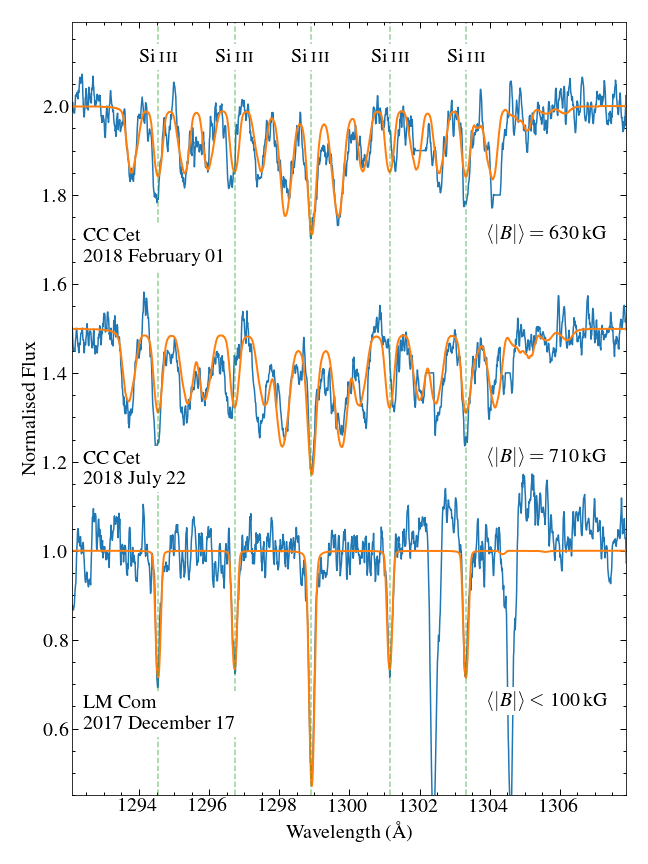 Si III Si III Si III Si III Si III
2.0
CC Cet
2018 February 01
⟨|B|⟩ = 630 kG
1.8
1.6
1.4
CC Cet
2018 July 22
⟨|B|⟩ = 710 kG
1.2
1.0
0.8
LM Com
2017 December 17
⟨|B|⟩ < 100 kG
0.6
Normalised Flux
1294 1296 1298 1300 1302 1304 1306
Wavelength (Å)